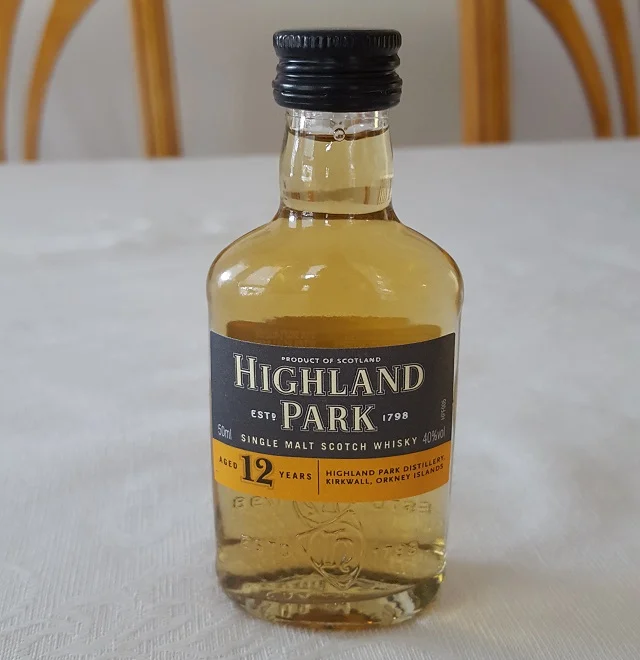 PRODUCT OF SCOTLAND
HIGHLAND
ESTD PARK 1798
50ml SINGLE MALT SCOTCH WHISKY 40%vol
AGED 12 YEARS
HIGHLAND PARK DISTILLERY,
KIRKWALL, ORKNEY ISLANDS